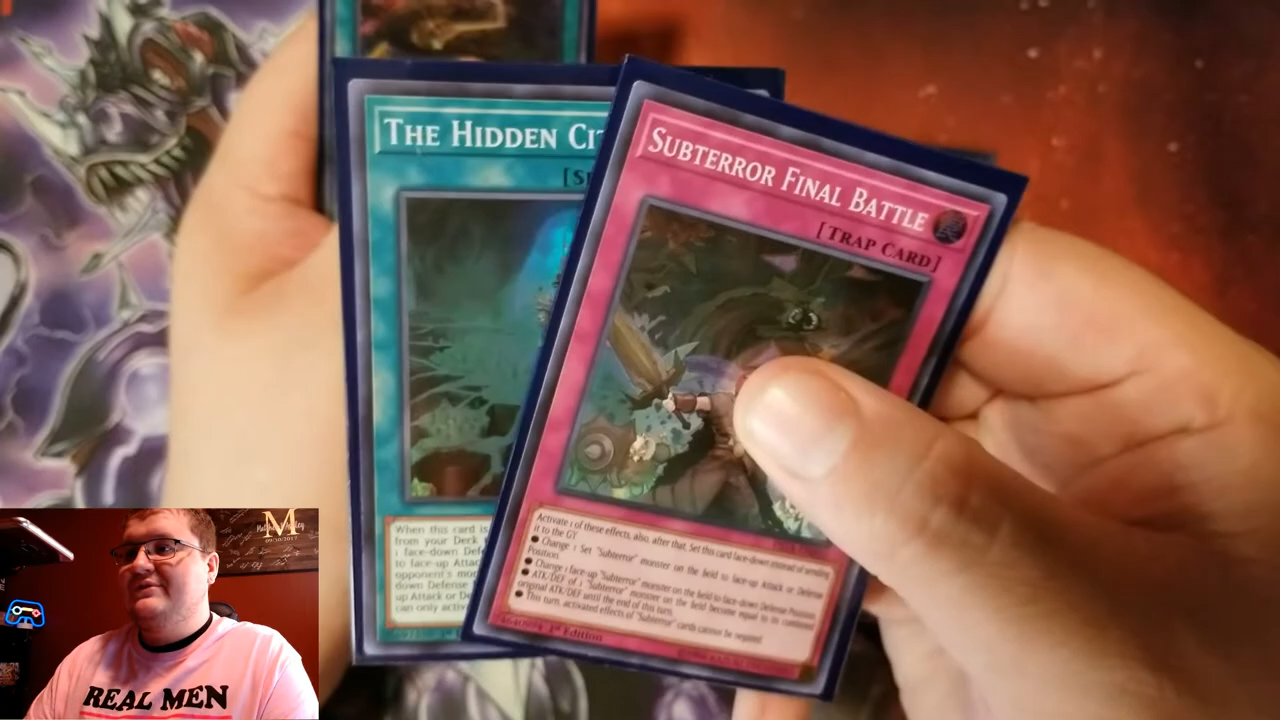 THE HIDDEN CIT
[S
When this card is
from your Deck
1 face-down Defe
to face-up Attac
opponent's mon
down Defense
up Attack or De
can only activ
SUBTERROR FINAL BATTLE
[TRAP CARD]
Activate 1 of these effects, also, after that, Set this card face-down instead of sending
it to the GY
● Change 1 Set "Subterror" monster on the field to face-up Attack or Defense
Position.
● Change 1 face-up "Subterror" monster on the field to face-down Defense Position
● ATK/DEF of 1 "Subterror" monster on the field become equal to its combined
original ATK/DEF until the end of this turn.
● This turn, activated effects of "Subterror" cards cannot be negated.
1st Edition
M
REAL MEN